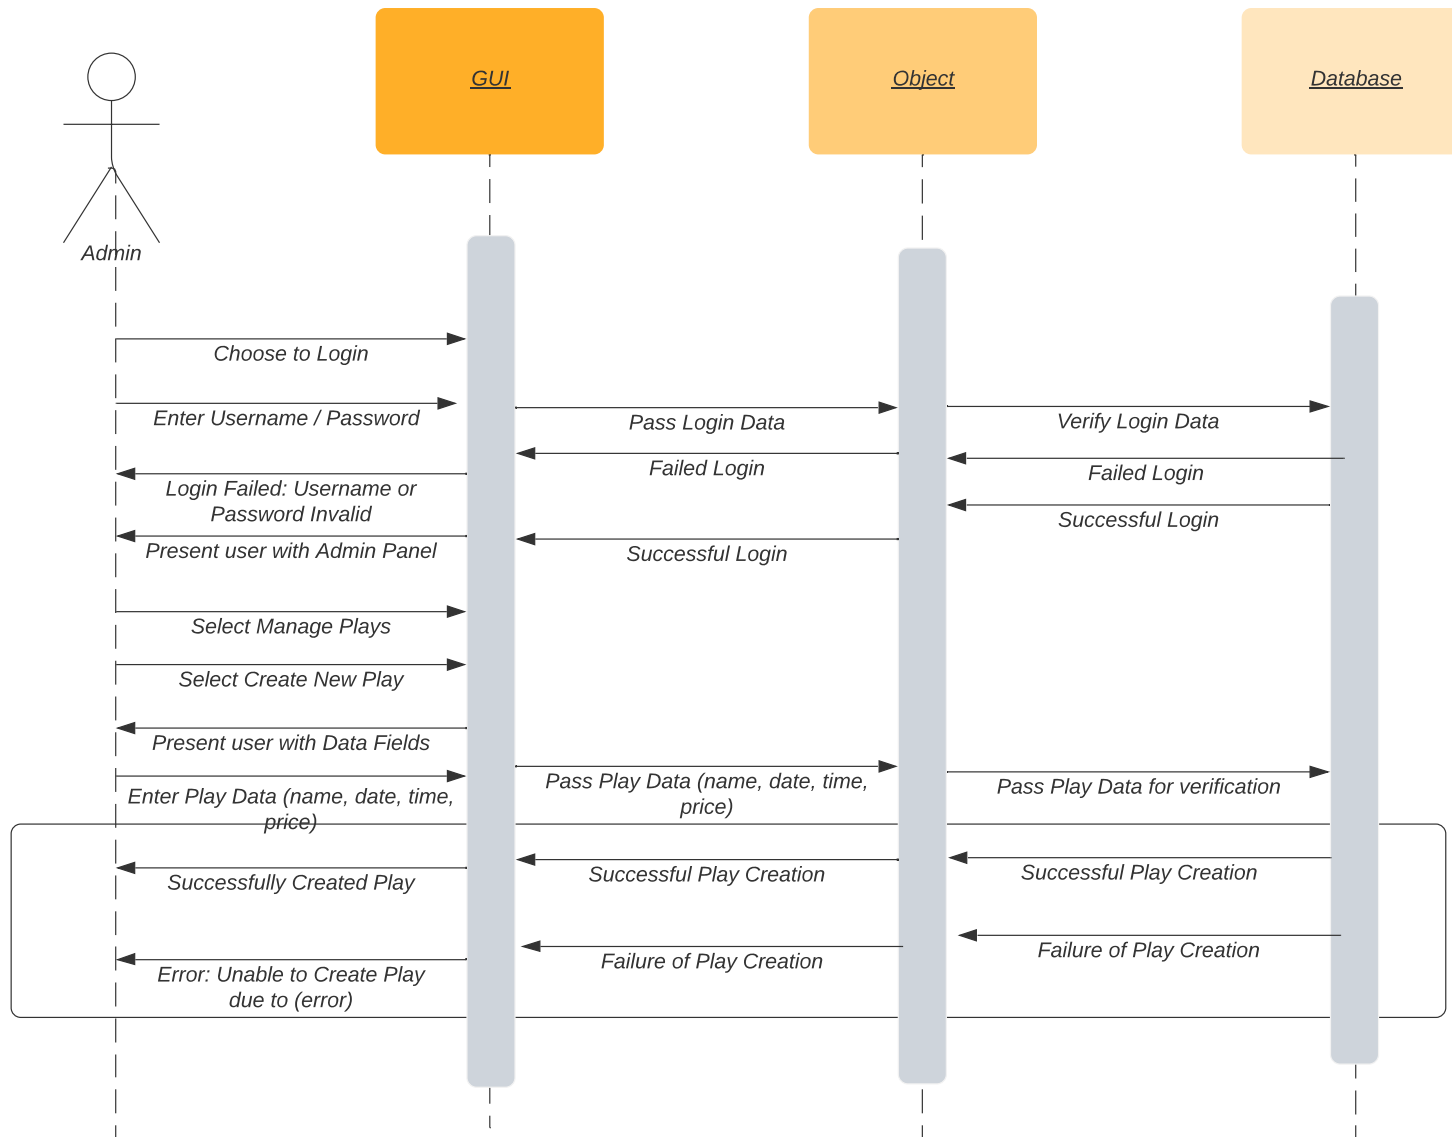 GUI
Object
Database
Admin
Choose to Login
Enter Username / Password
Pass Login Data
Verify Login Data
Failed Login
Failed Login
Login Failed: Username or
Password Invalid
Successful Login
Present user with Admin Panel
Successful Login
Select Manage Plays
Select Create New Play
Present user with Data Fields
Enter Play Data (name, date, time,
price)
Pass Play Data (name, date, time,
price)
Pass Play Data for verification
Successfully Created Play
Successful Play Creation
Successful Play Creation
Failure of Play Creation
Failure of Play Creation
Error: Unable to Create Play
due to (error)